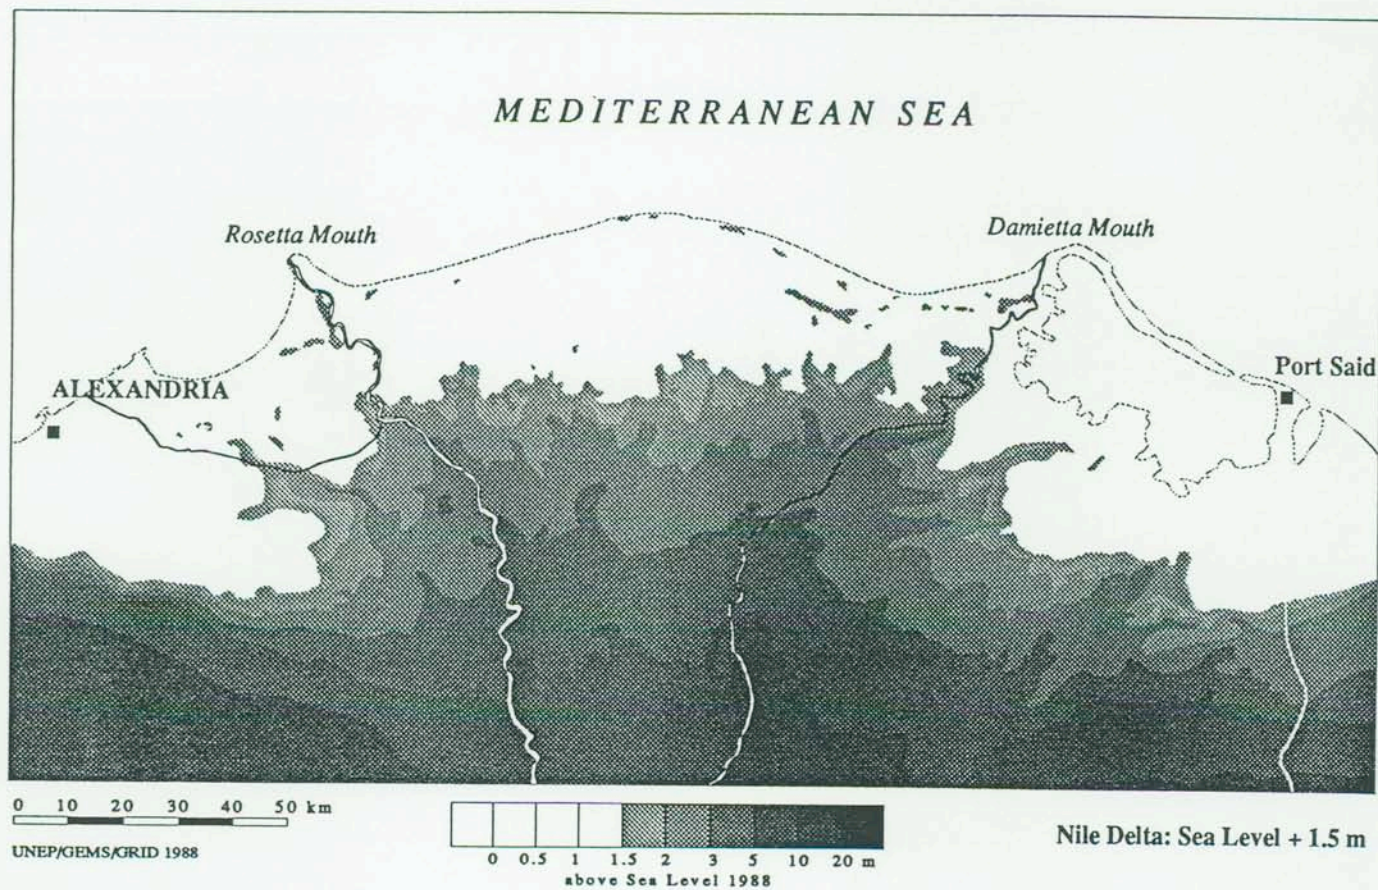 MEDITERRANEAN SEA
Rosetta Mouth
Damietta Mouth
ALEXANDRIA
Port Said
0 10 20 30 40 50 km
UNEP/GEMS/GRID 1988
0 0.5 1 1.5 2 3 5 10 20 m
above Sea Level 1988
Nile Delta: Sea Level + 1.5 m